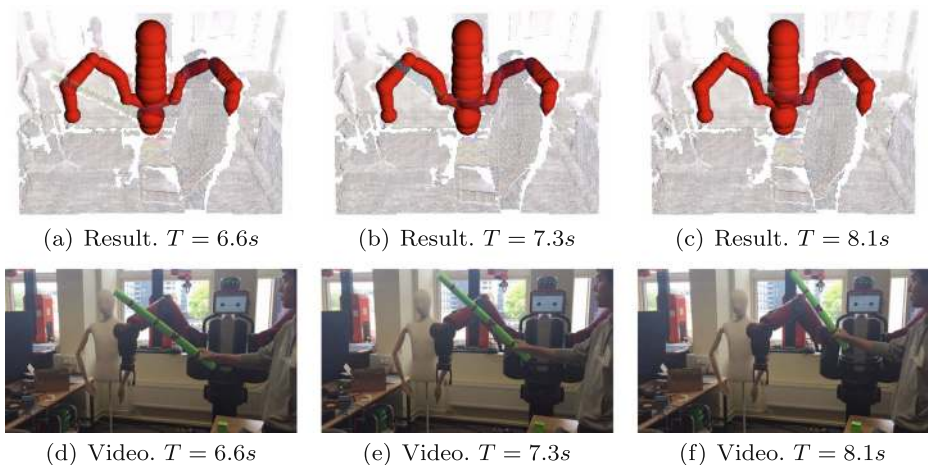 (a) Result. T = 6.6s
(b) Result. T = 7.3s
(c) Result. T = 8.1s
(d) Video. T = 6.6s
(e) Video. T = 7.3s
(f) Video. T = 8.1s